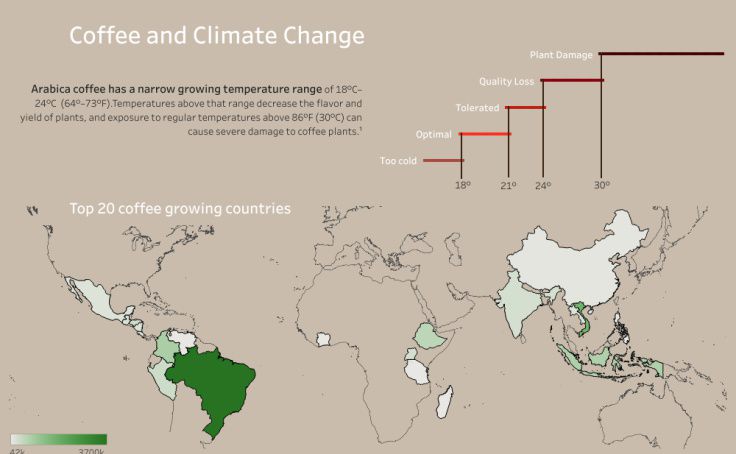 Coffee and Climate Change
Arabica coffee has a narrow growing temperature range of 18ºC–
24ºC (64º–73ºF).Temperatures above that range decrease the flavor and
yield of plants, and exposure to regular temperatures above 86ºF (30ºC) can
cause severe damage to coffee plants.¹
Plant Damage
Quality Loss
Tolerated
Optimal
Too cold
18º 21º 24º 30º
Top 20 coffee growing countries
42k 3700k